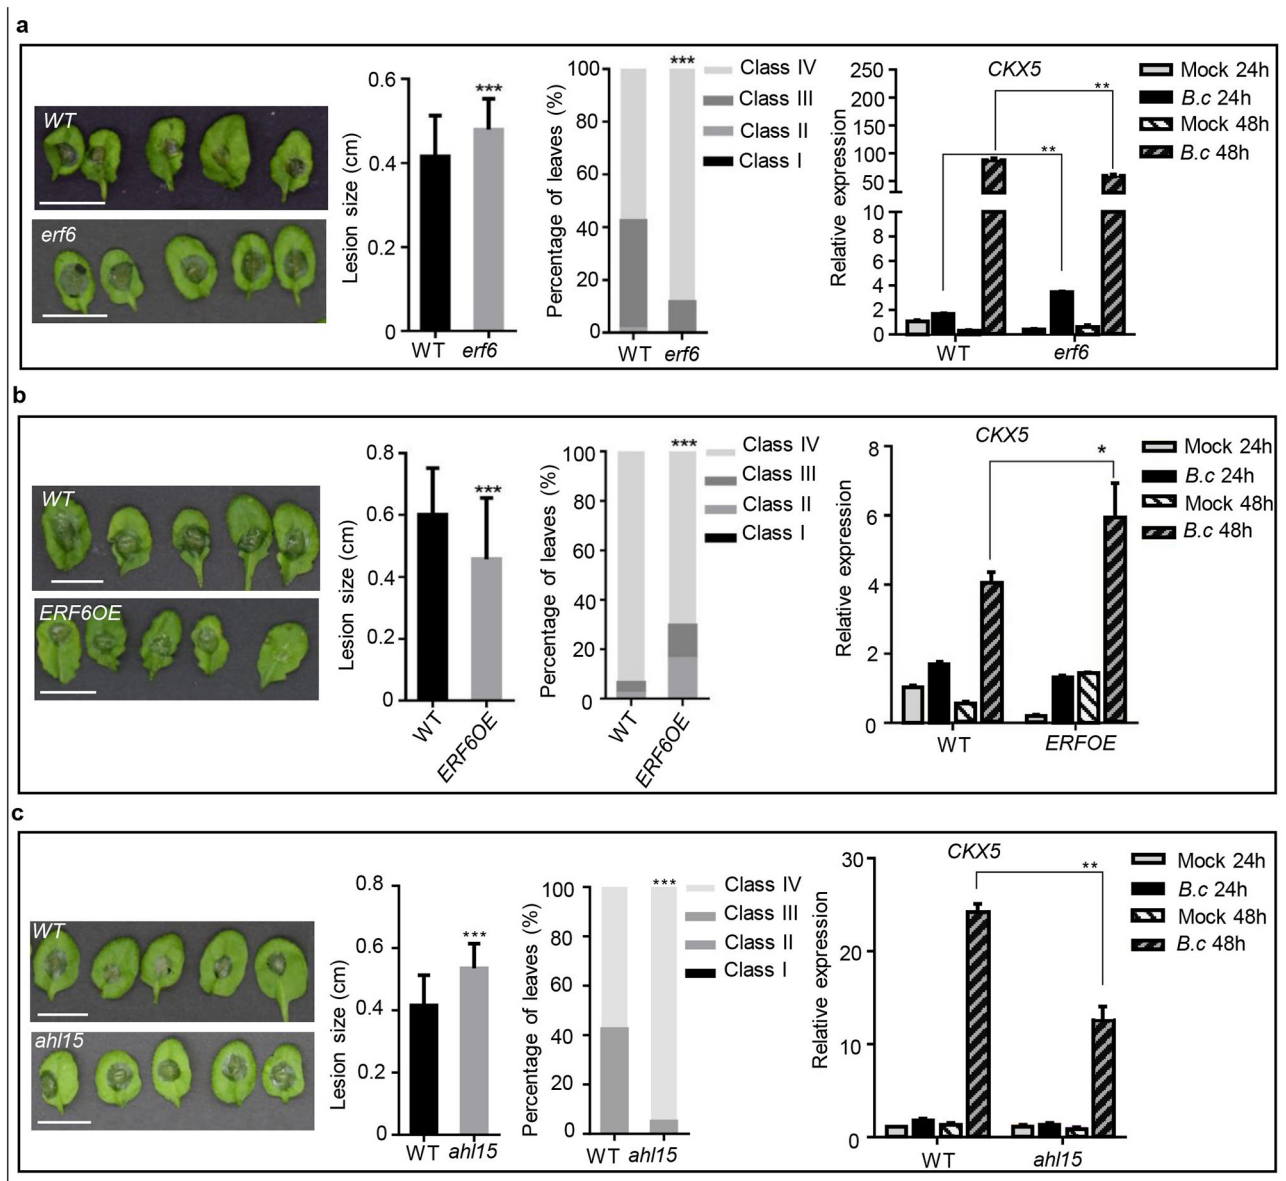 a
WT
erf6
Lesion size (cm)
0.6
0.4
0.2
0
***
WT erf6
Percentage of leaves (%)
100
80
60
40
20
0
***
WT erf6
Class IV
Class III
Class II
Class I
CKX5
Relative expression
250
200
150
100
50
10
8
6
4
2
0
**
**
WT erf6
Mock 24h
B.c 24h
Mock 48h
B.c 48h
b
WT
ERF6OE
Lesion size (cm)
0.8
0.6
0.4
0.2
0
***
WT ERF6OE
Percentage of leaves (%)
100
80
60
40
20
0
***
WT ERF6OE
Class IV
Class III
Class II
Class I
CKX5
Relative expression
8
6
4
2
0
*
WT ERFOE
Mock 24h
B.c 24h
Mock 48h
B.c 48h
c
WT
ahl15
Lesion size (cm)
0.8
0.6
0.4
0.2
0
***
WT ahl15
Percentage of leaves (%)
100
80
60
40
20
0
***
WT ahl15
Class IV
Class III
Class II
Class I
CKX5
Relative expression
30
20
10
0
**
WT ahl15
Mock 24h
B.c 24h
Mock 48h
B.c 48h